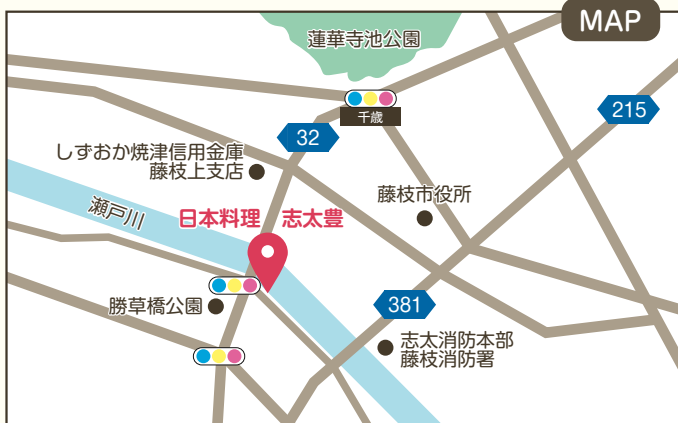 MAP
蓮華寺池公園
千歳
215
32
しずおか焼津信用金庫
藤枝上支店
藤枝市役所
瀬戸川
日本料理 志太豊
勝草橋公園
381
志太消防本部
藤枝消防署